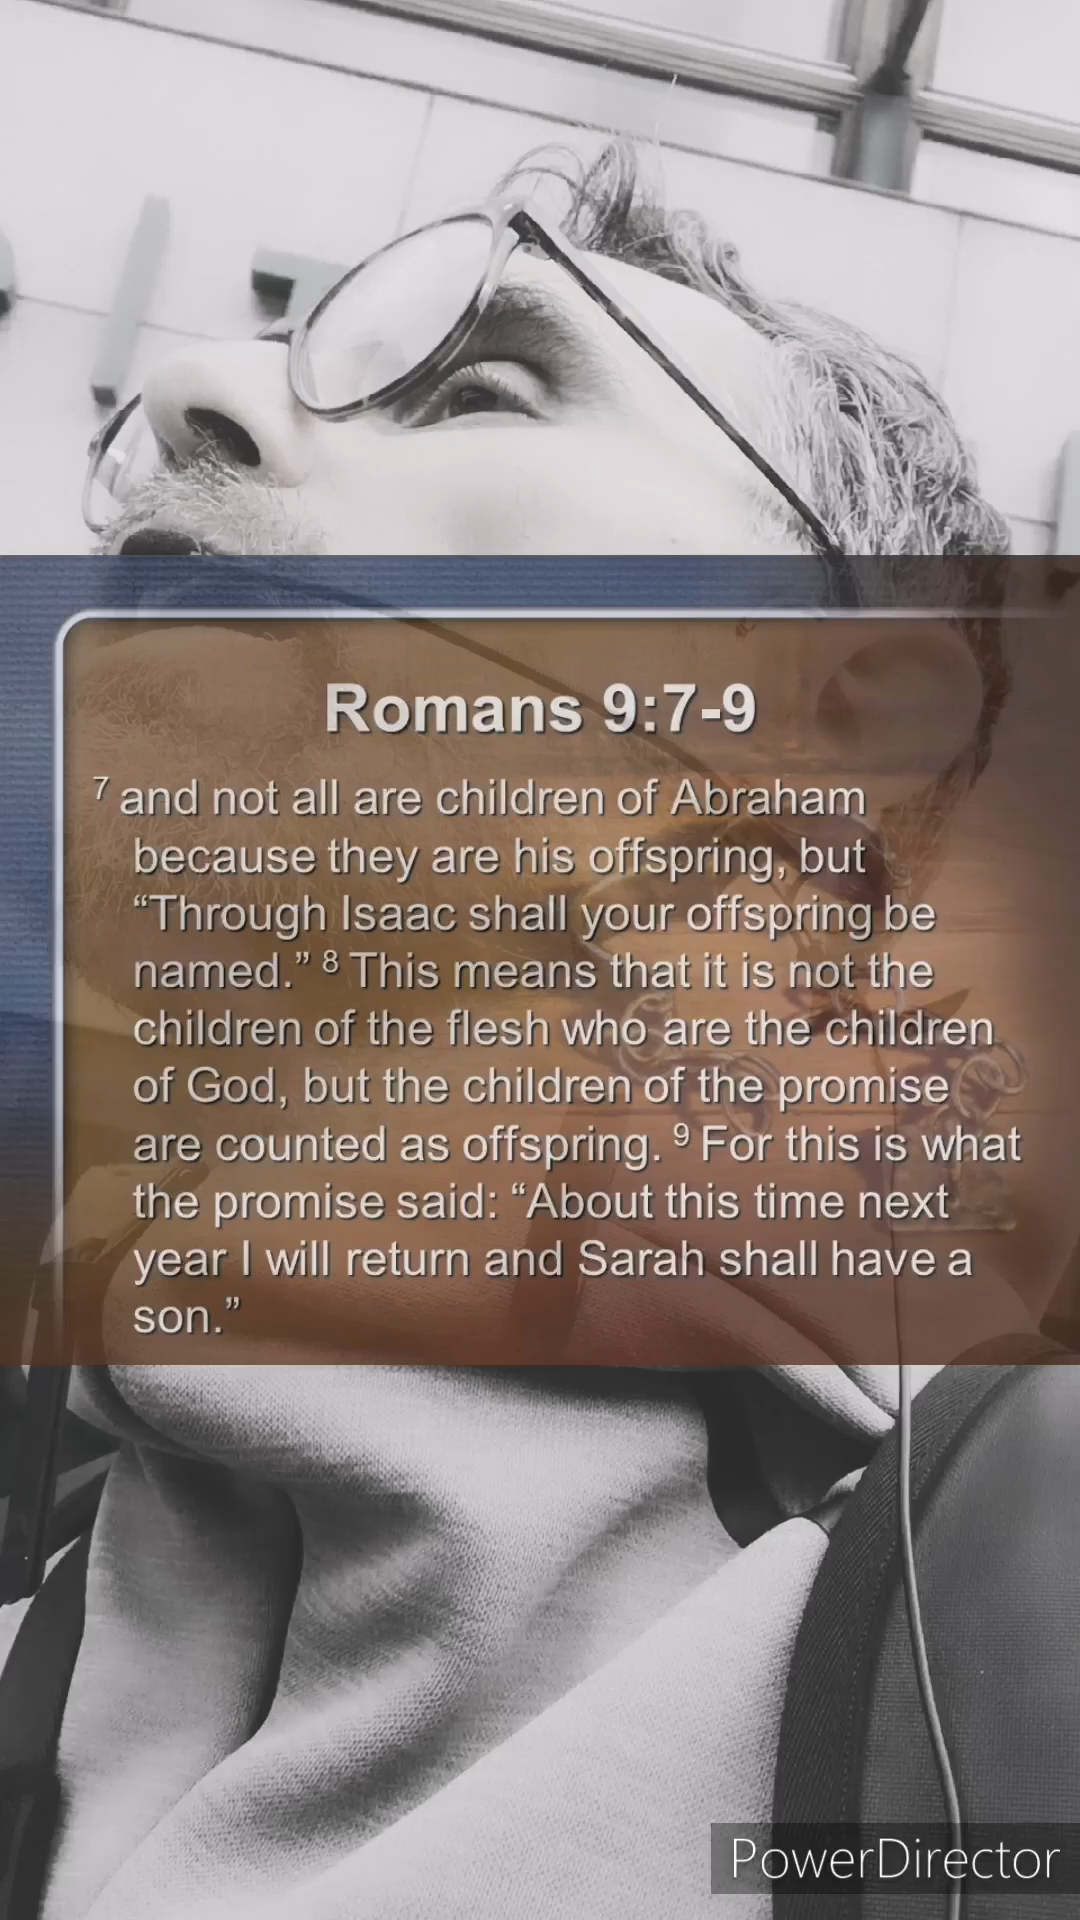 Romans 9:7-9
7 and not all are children of Abraham
because they are his offspring, but
“Through Isaac shall your offspring be
named.” 8 This means that it is not the
children of the flesh who are the children
of God, but the children of the promise
are counted as offspring. 9 For this is what
the promise said: “About this time next
year I will return and Sarah shall have a
son.”
PowerDirector